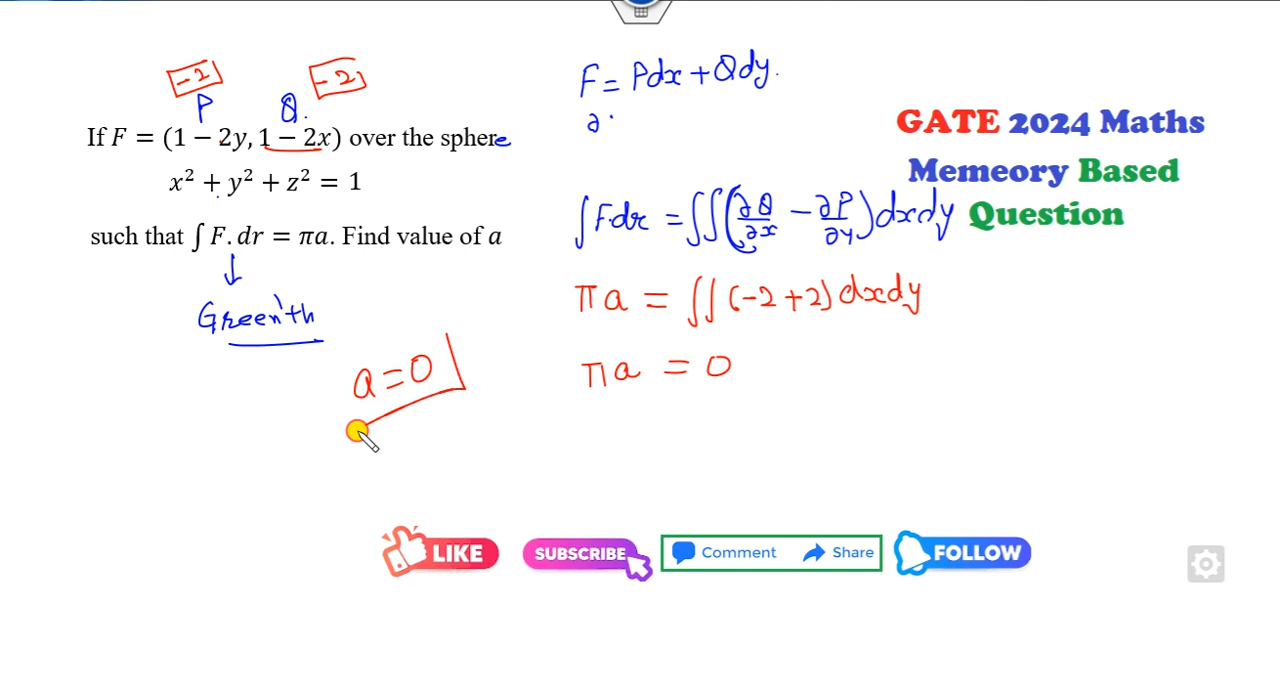 -2
-2
P
Q.
If F = (1 − 2y, 1 − 2x) over the sphere
x² + y² + z² = 1
such that ∫ F. dr = πa. Find value of a
Green'th
a=0
F = Pdx + Qdy.
∂
∫Fdr = ∬(∂Q/∂x − ∂P/∂y)dxdy
πa = ∬(-2+2)dxdy
πa = 0
GATE 2024 Maths
Memeory Based
Question
LIKE
SUBSCRIBE
Comment
Share
FOLLOW